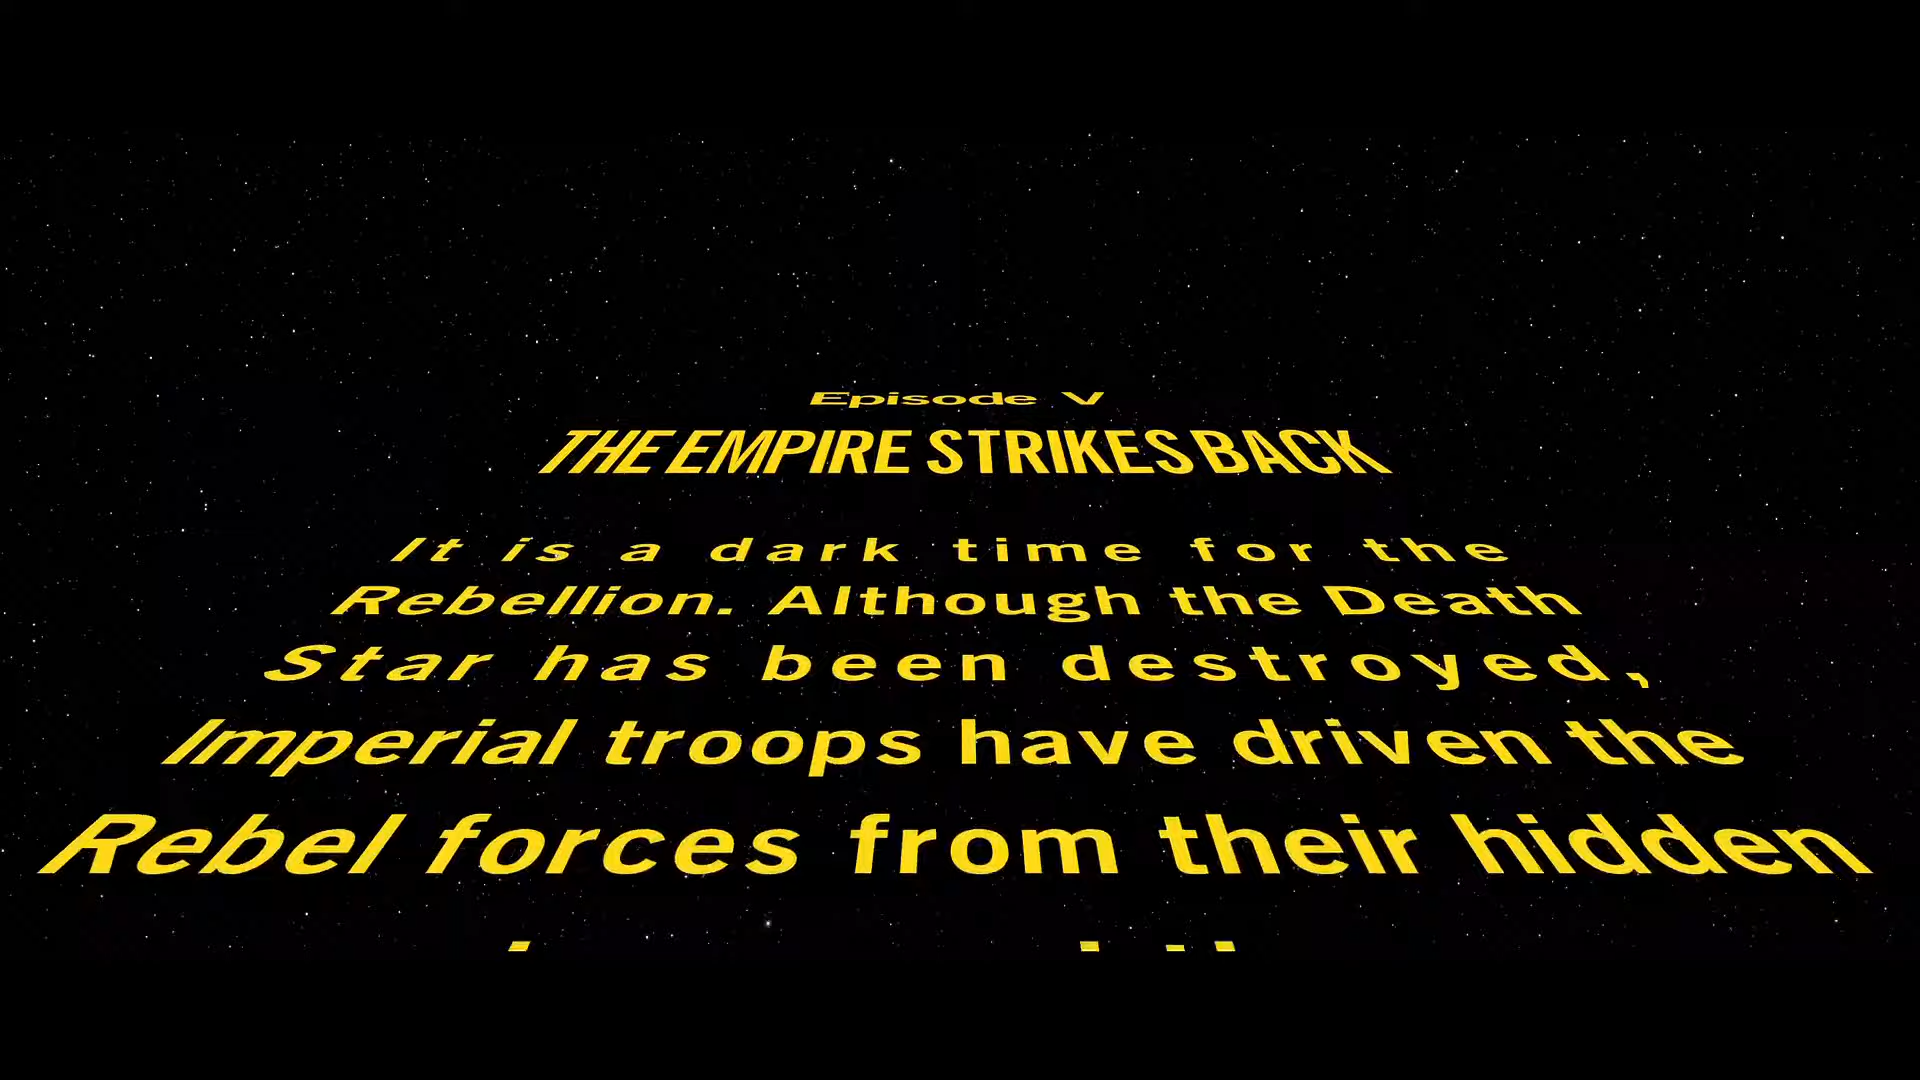 Episode V
THE EMPIRE STRIKES BACK
It is a dark time for the
Rebellion. Although the Death
Star has been destroyed,
Imperial troops have driven the
Rebel forces from their hidden